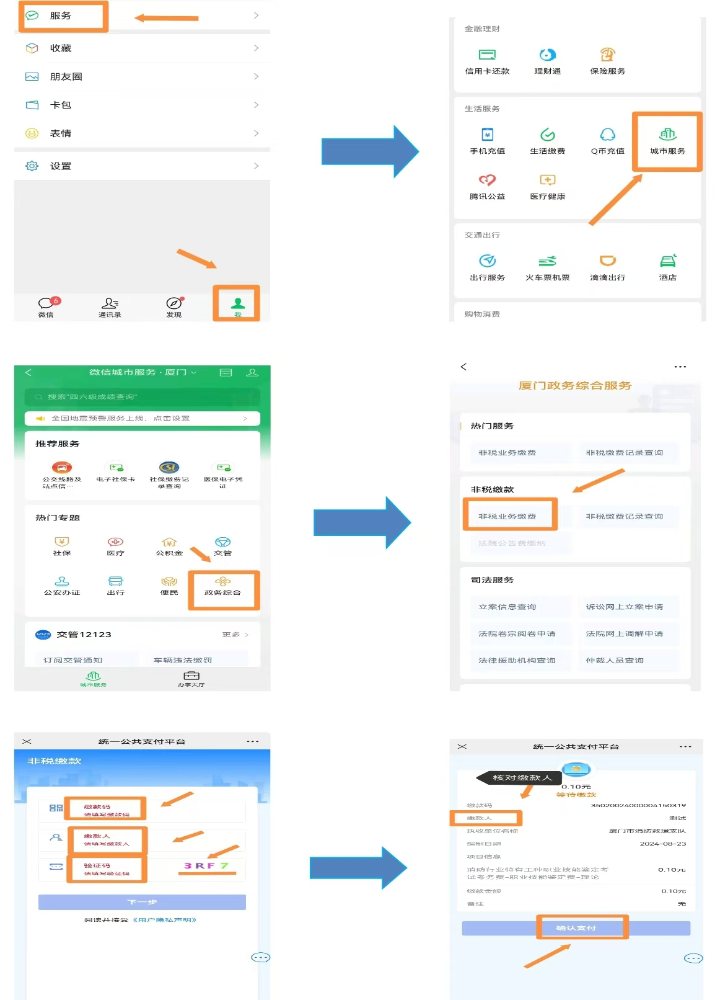 服务
收藏
朋友圈
卡包
表情
设置
6
微信
通讯录
发现
我
金融理财
信用卡还款
理财通
保险服务
生活服务
手机充值
生活缴费
Q币充值
城市服务
腾讯公益
医疗健康
交通出行
出行服务
火车票机票
滴滴出行
酒店
购物消费
微信城市服务·厦门
搜索"四六级成绩查询"
全国地震预警服务上线，点击设置
推荐服务
公交线路及
站点信…
电子社保卡
社保缴费记
录查询
医保电子凭
证
热门专题
社保
医疗
公积金
交管
公安办证
出行
便民
政务综合
12123
交管12123
更多
订阅交管通知
车辆违法缴罚
城市服务
办事大厅
厦门政务综合服务
热门服务
非税业务缴费
非税缴费记录查询
非税缴款
非税业务缴费
非税缴费记录查询
法院公告费缴纳
司法服务
立案信息查询
诉讼网上立案申请
法院卷宗阅卷申请
法院网上调解申请
法律援助机构查询
仲裁人员查询
统一公共支付平台
非税缴款
缴款码
请填写缴款码
缴款人
请填写缴款人
验证码
请填写验证码
3RF7
下一步
阅读并接受《用户隐私声明》
统一公共支付平台
核对缴款人
0.10元
等待缴款
缴款码
35020024000004150319
缴款人
测试
执收单位名称
厦门市消防救援支队
编制日期
2024-08-23
项目信息
消防行业特有工种职业技能鉴定考
试考务费-职业技能鉴定费-理论
0.10元
缴款金额
0.10元
备注
无
确认支付